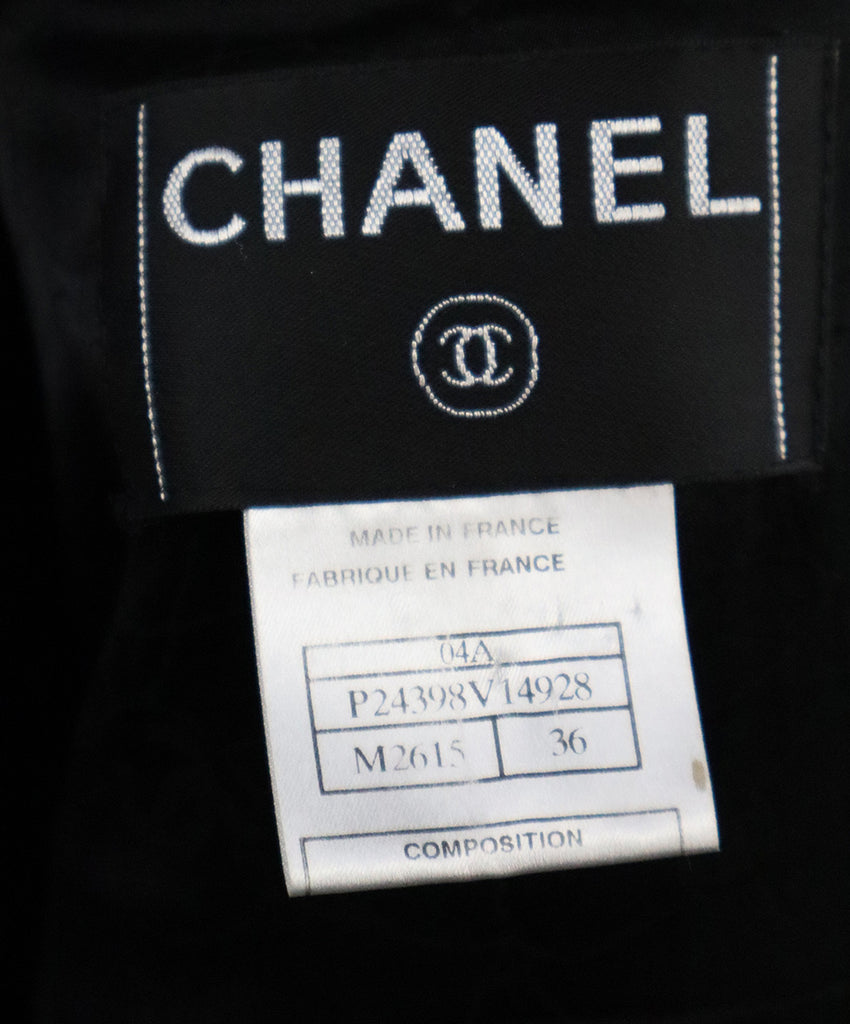 CHANEL
MADE IN FRANCE
FABRIQUE EN FRANCE
04A
P24398V14928
M2615 36
COMPOSITION